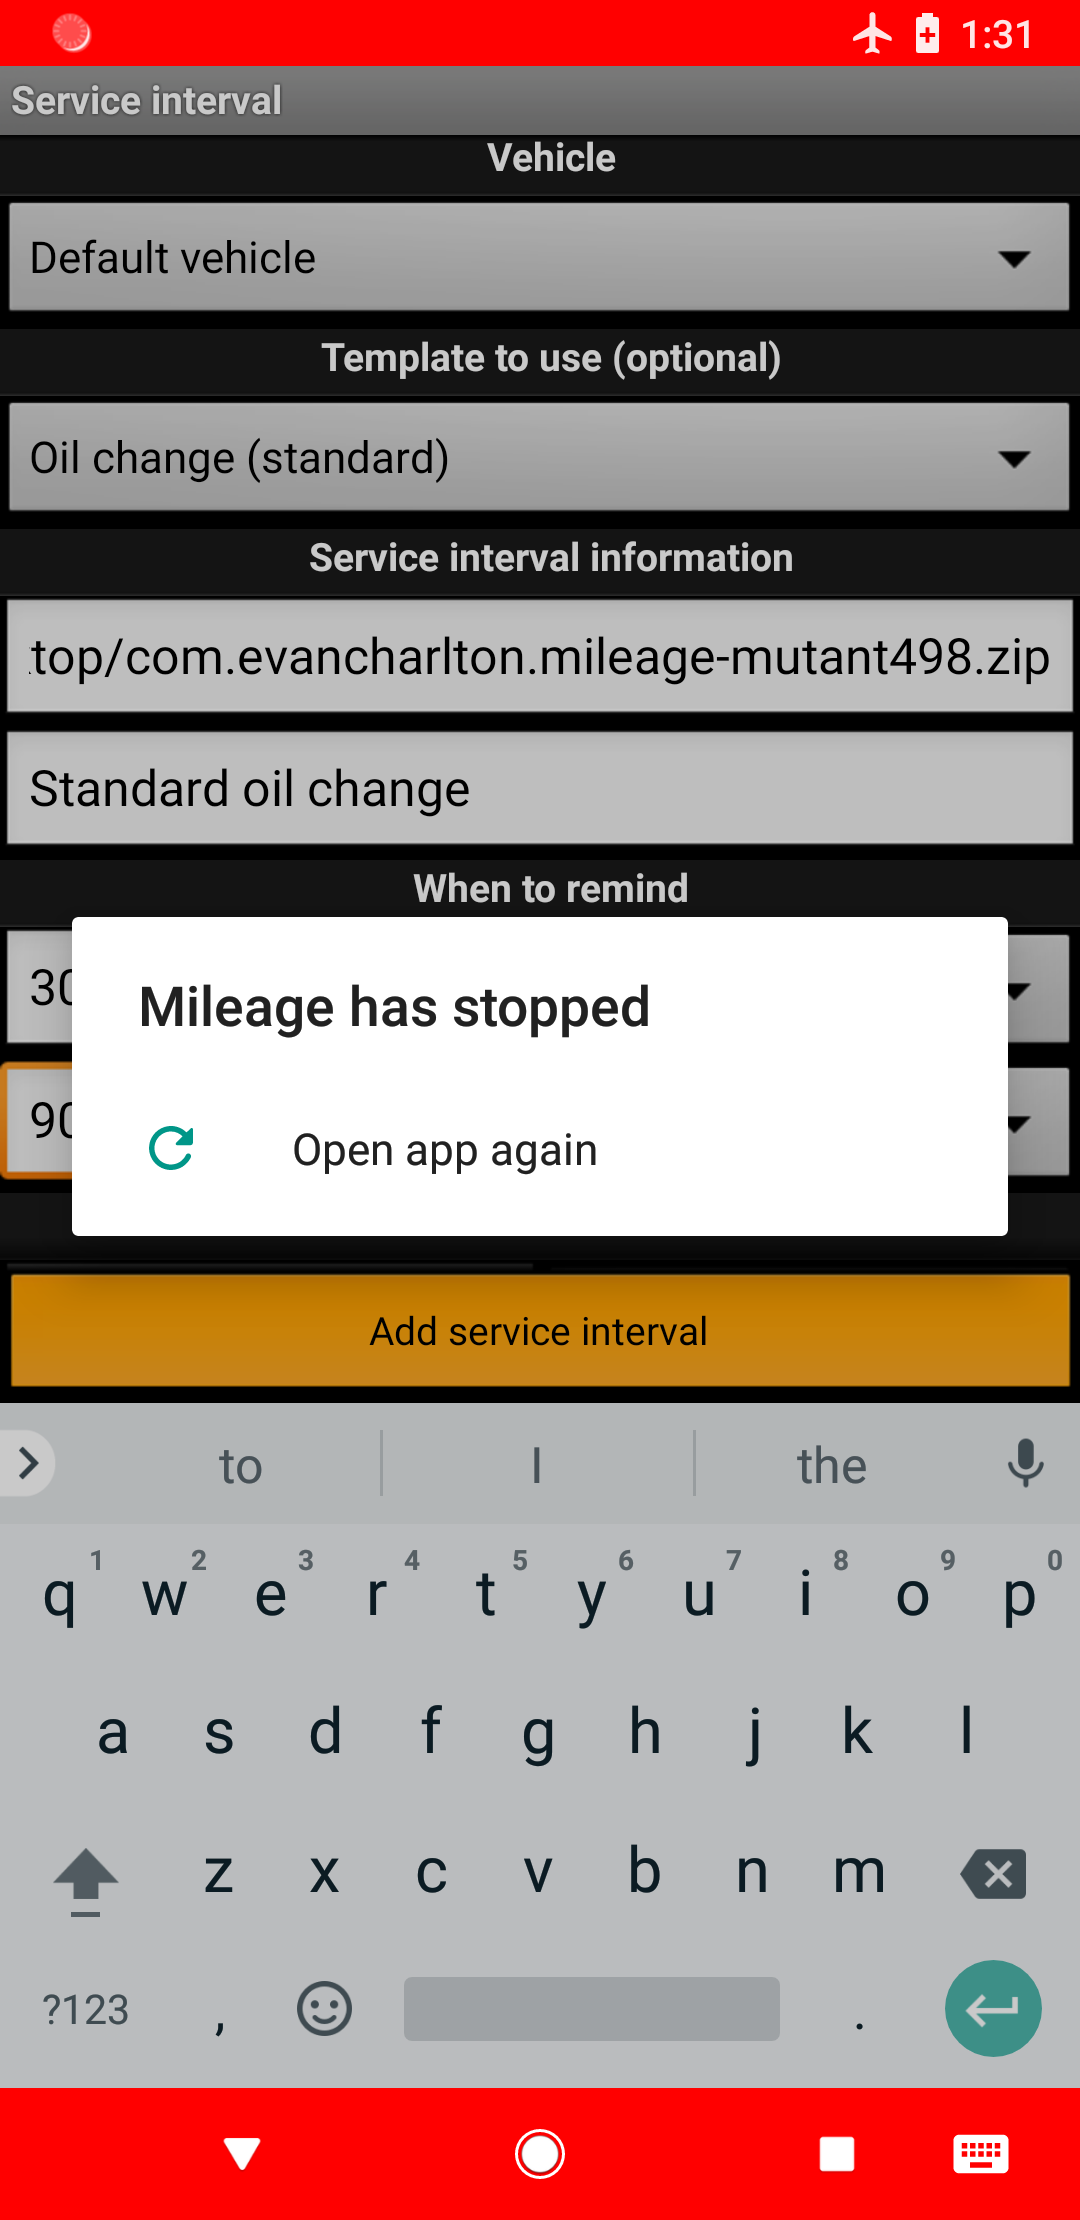 1:31
Service interval
Vehicle
Default vehicle
Template to use (optional)
Oil change (standard)
Service interval information
top/com.evancharlton.mileage-mutant498.zip
Standard oil change
When to remind
30
90
Mileage has stopped
Open app again
Add service interval
to I the
1 2 3 4 5 6 7 8 9 0
q w e r t y u i o p
a s d f g h j k l
z x c v b n m
?123 , .